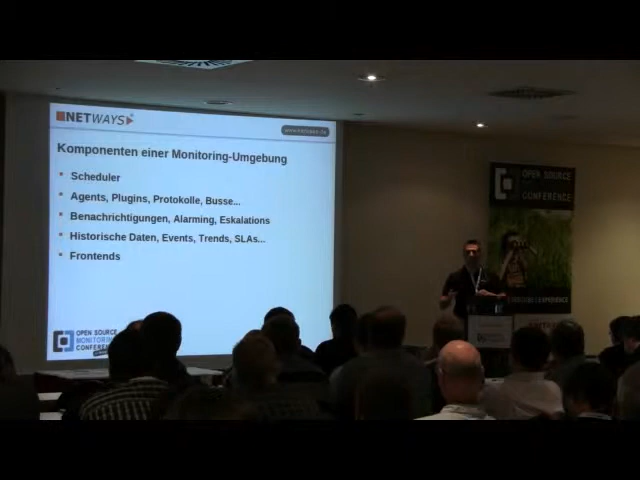 NETWAYS
www.netways.de
Komponenten einer Monitoring-Umgebung
Scheduler
Agents, Plugins, Protokolle, Busse...
Benachrichtigungen, Alarming, Eskalations
Historische Daten, Events, Trends, SLAs...
Frontends
OPEN SOURCE
MONITORING
CONFERENCE
OPEN SOURCE
CONFERENCE